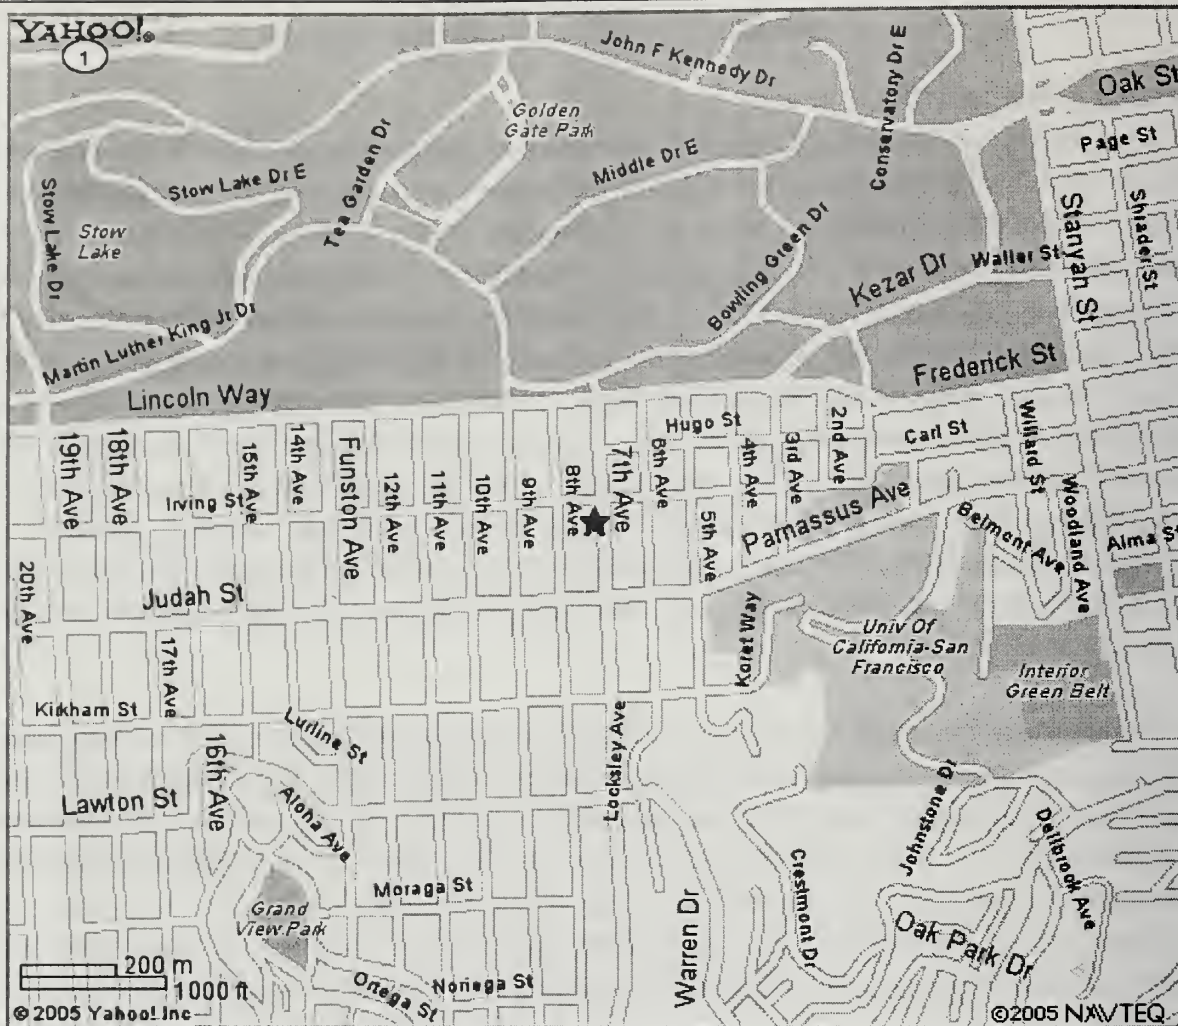 YAHOO!®
1
John F Kennedy Dr
Conservatory Dr E
Oak St
Golden
Gate Park
Page St
Tea Garden Dr
Middle Dr E
Stow Lake Dr E
Stow Lake Dr
Stow
Lake
Stanyan St
Shrader St
Bowling Green Dr
Kezar Dr
Waller St
Martin Luther King Jr Dr
Lincoln Way
Frederick St
Hugo St
Carl St
19th Ave
18th Ave
15th Ave
14th Ave
Funston Ave
12th Ave
11th Ave
10th Ave
9th Ave
8th Ave
7th Ave
6th Ave
5th Ave
4th Ave
3rd Ave
2nd Ave
Willard St
Woodland Ave
Irving St
Parnassus Ave
Belmont Ave
Alma St
20th Ave
Judah St
17th Ave
Koret Way
Univ Of
California-San
Francisco
Interior
Green Belt
Kirkham St
Lurline St
16th Ave
Locksley Ave
Lawton St
Aloha Ave
Johnstone Dr
Dellbrook Ave
Crestmont Dr
Moraga St
Grand
View Park
Warren Dr
Oak Park Dr
200 m
1000 ft
Ortega St
Noriega St
©2005 Yahoo! Inc
©2005 NAVTEQ